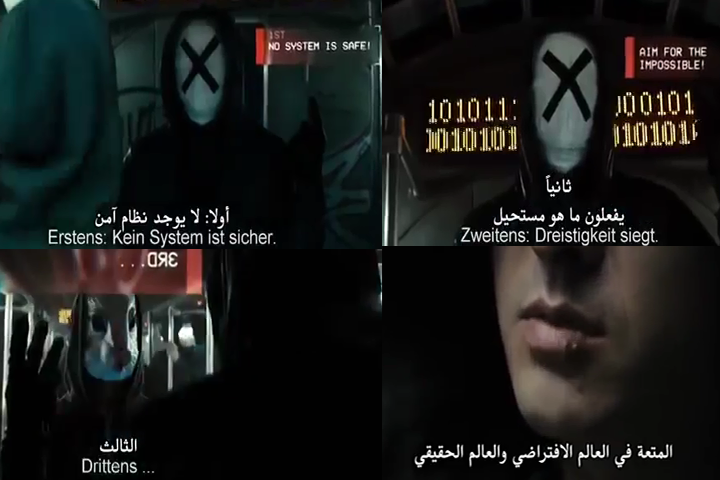 1ST
NO SYSTEM IS SAFE!
أولا: لا يوجد نظام آمن
Erstens: Kein System ist sicher.
AIM FOR THE
IMPOSSIBLE!
101011
00101
0010101
010101
ثانياً
يفعلون ما هو مستحيل
Zweitens: Dreistigkeit siegt.
3RD...
الثالث
Drittens ...
المتعة في العالم الافتراضي والعالم الحقيقي